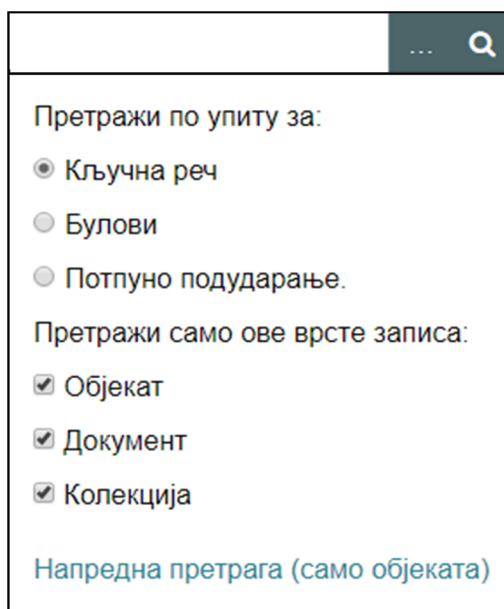 ...
Претражи по упиту за:
Кључна реч
Булови
Потпуно подударање.
Претражи само ове врсте записа:
Објекат
Документ
Колекција
Напредна претрага (само објеката)